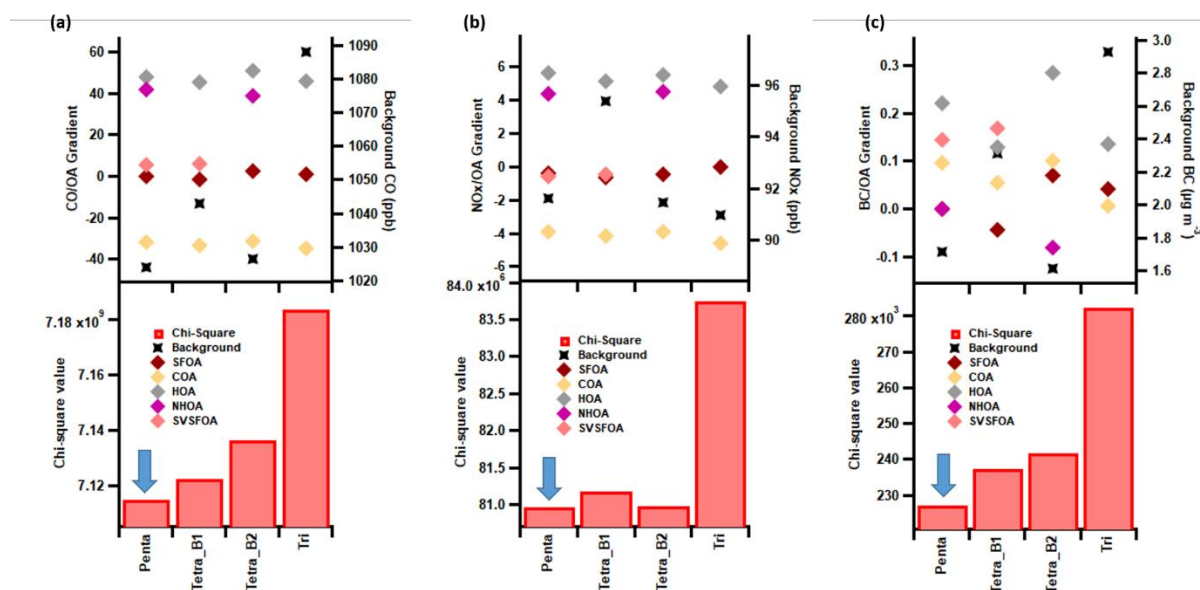 (a)
CO/OA Gradient
60
40
20
0
-20
-40
Background CO (ppb)
1090
1080
1070
1060
1050
1040
1030
1020
Chi-square value
7.18 x10⁹
7.16
7.14
7.12
Chi-Square
Background
SFOA
COA
HOA
NHOA
SVSFOA
Penta
Tetra_B1
Tetra_B2
Tri
(b)
NOx/OA Gradient
6
4
2
0
-2
-4
-6
Background NOx (ppb)
96
94
92
90
Chi-square value
84.0 x10⁶
83.5
83.0
82.5
82.0
81.5
81.0
Chi-Square
Background
SFOA
COA
HOA
NHOA
SVSFOA
Penta
Tetra_B1
Tetra_B2
Tri
(c)
BC/OA Gradient
0.3
0.2
0.1
0.0
-0.1
Background BC (µg m⁻³)
3.0
2.8
2.6
2.4
2.2
2.0
1.8
1.6
Chi-square value
280 x10³
270
260
250
240
230
Chi-Square
Background
SFOA
COA
HOA
NHOA
SVSFOA
Penta
Tetra_B1
Tetra_B2
Tri